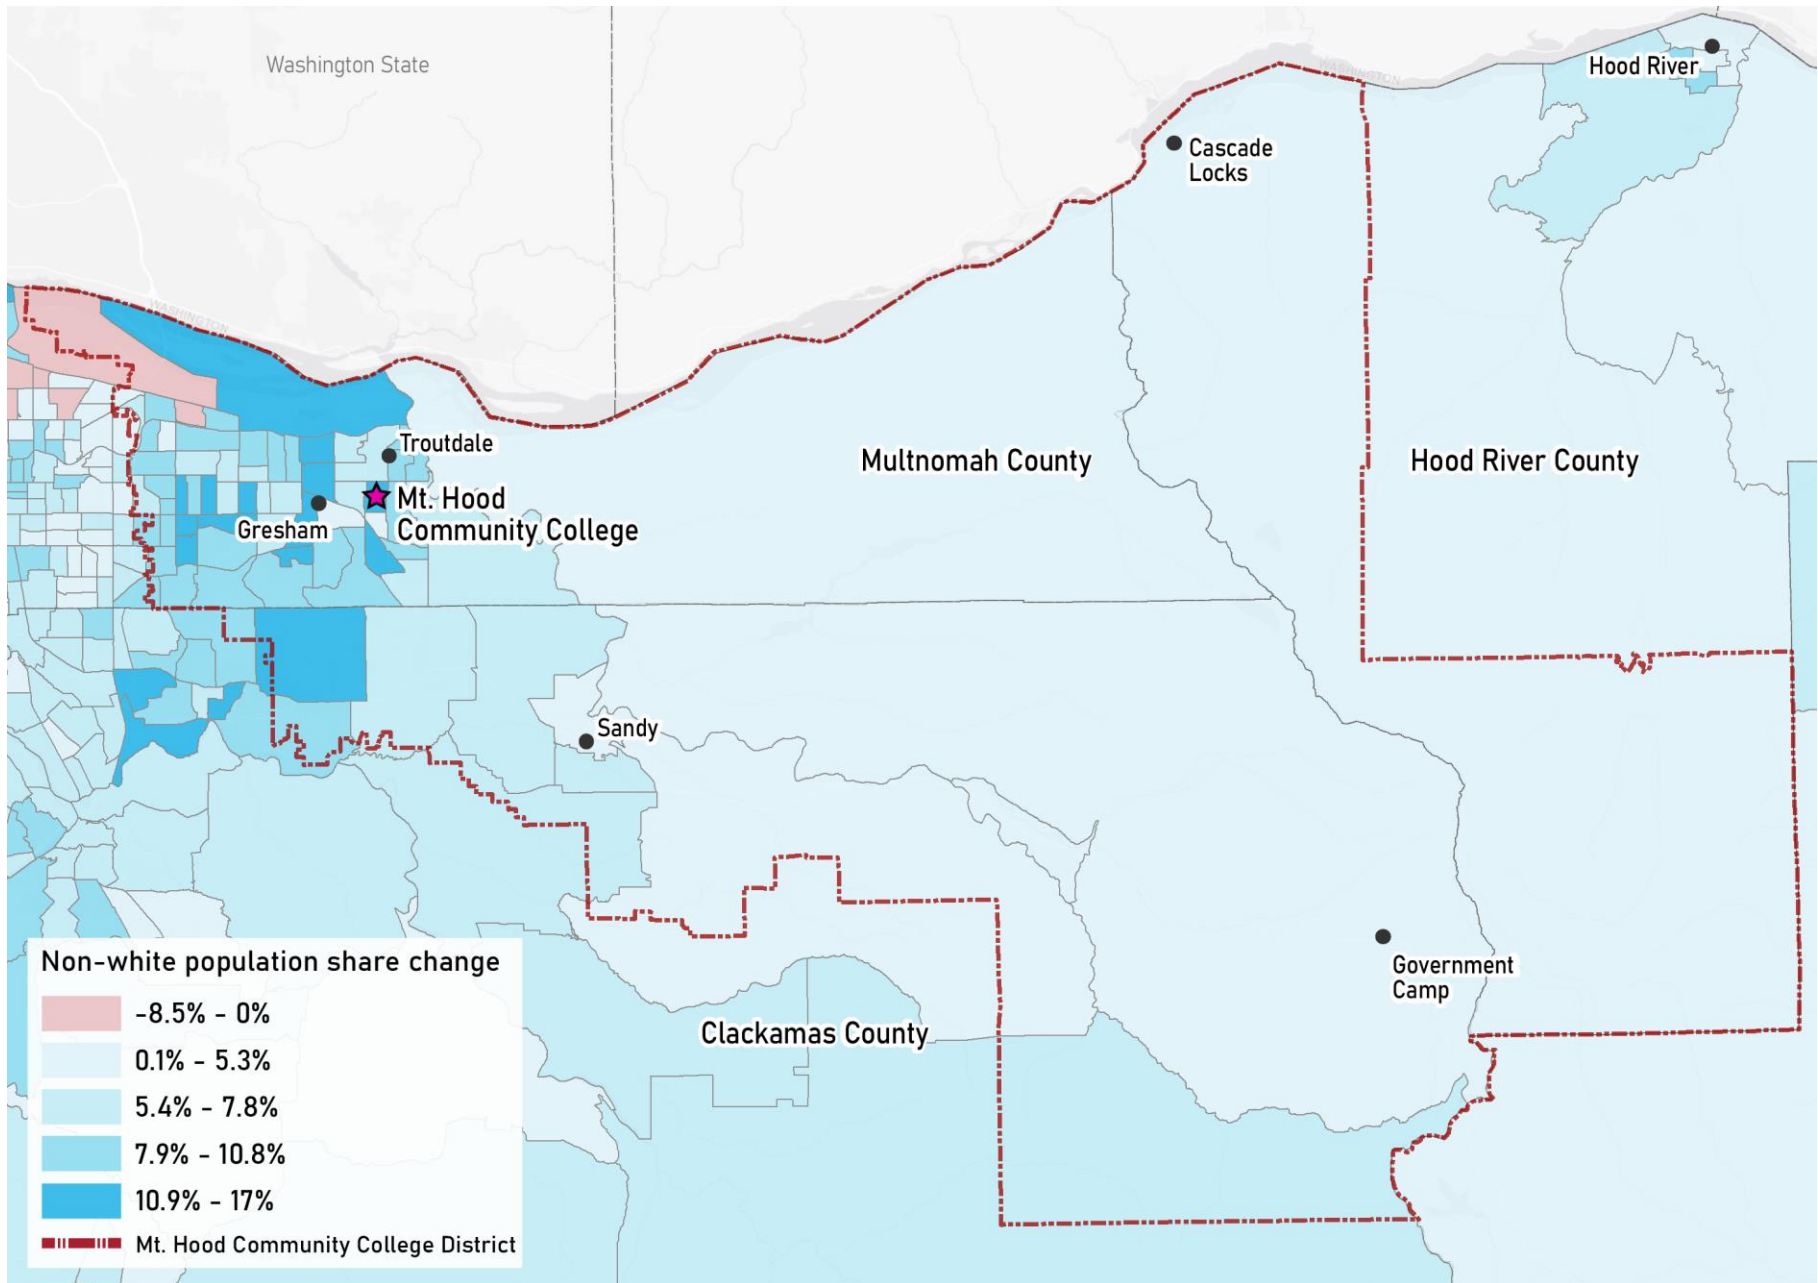 Washington State
WASHINGTON
Hood River
Cascade
Locks
WASHINGTON
Troutdale
Multnomah County
Hood River County
Mt. Hood
Community College
Gresham
Sandy
Government
Camp
Clackamas County
Non-white population share change
-8.5% - 0%
0.1% - 5.3%
5.4% - 7.8%
7.9% - 10.8%
10.9% - 17%
Mt. Hood Community College District